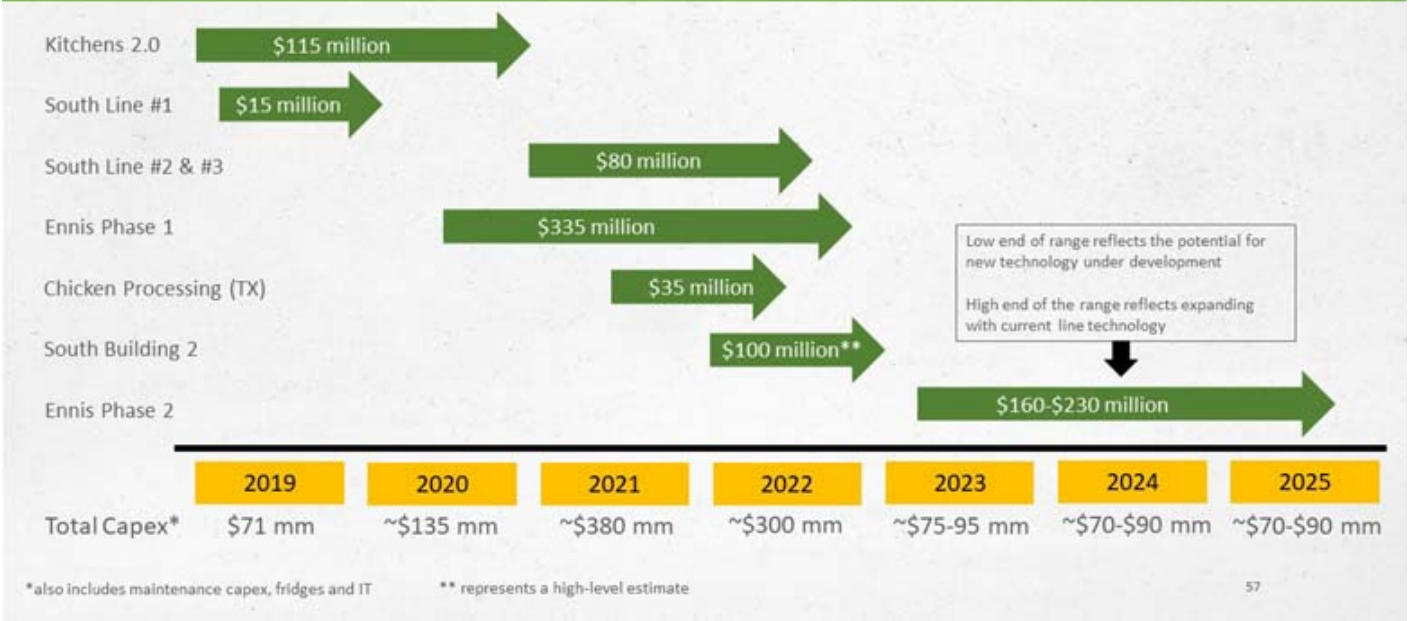 Kitchens 2.0
$115 million
South Line #1
$15 million
South Line #2 & #3
$80 million
Ennis Phase 1
$335 million
Low end of range reflects the potential for
new technology under development
High end of the range reflects expanding
with current line technology
Chicken Processing (TX)
$35 million
South Building 2
$100 million**
Ennis Phase 2
$160-$230 million
2019 2020 2021 2022 2023 2024 2025
Total Capex* $71 mm ~$135 mm ~$380 mm ~$300 mm ~$75-95 mm ~$70-$90 mm ~$70-$90 mm
*also includes maintenance capex, fridges and IT ** represents a high-level estimate 57